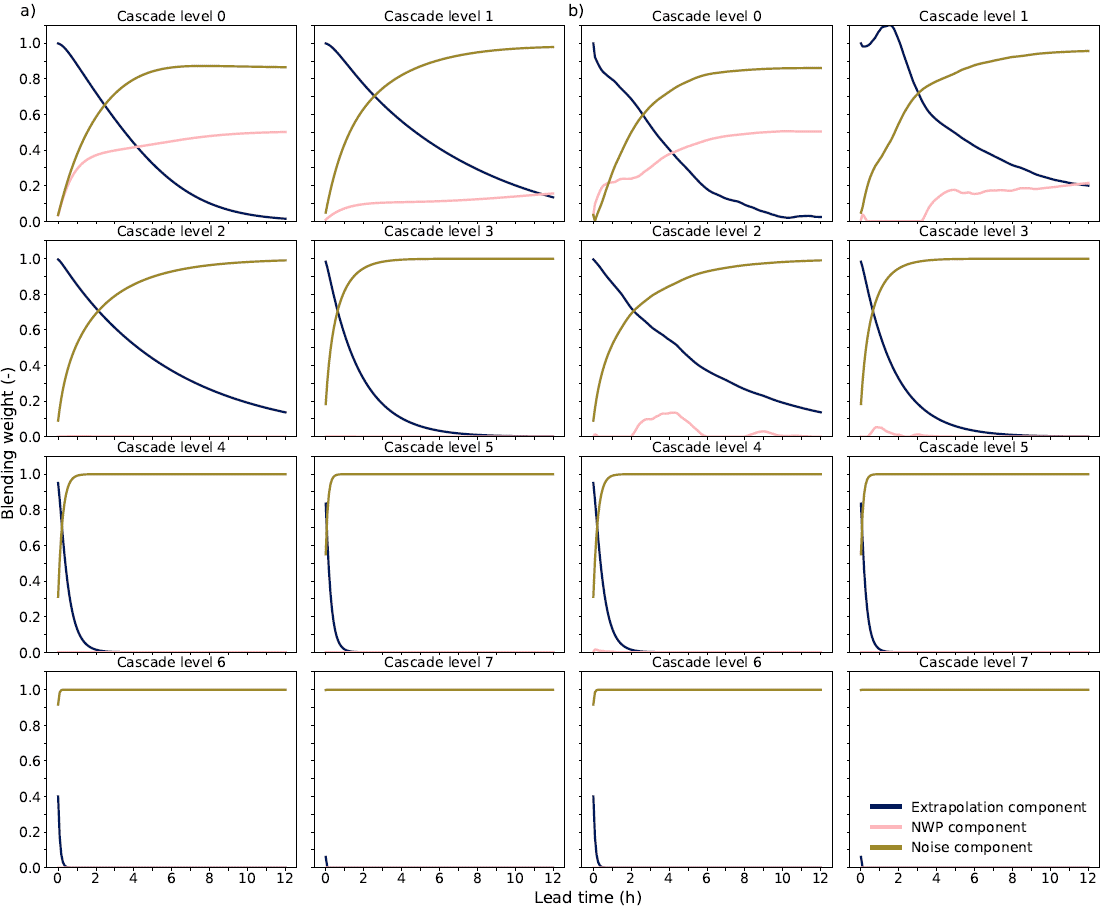 a)
b)
Cascade level 0
Cascade level 1
Cascade level 0
Cascade level 1
1.0
0.8
0.6
0.4
0.2
0.0
Cascade level 2
Cascade level 3
Cascade level 2
Cascade level 3
1.0
0.8
0.6
0.4
0.2
0.0
Blending weight (-)
Cascade level 4
Cascade level 5
Cascade level 4
Cascade level 5
1.0
0.8
0.6
0.4
0.2
0.0
Cascade level 6
Cascade level 7
Cascade level 6
Cascade level 7
1.0
0.8
0.6
0.4
0.2
0.0
Extrapolation component
NWP component
Noise component
0 2 4 6 8 10 12
0 2 4 6 8 10 12
0 2 4 6 8 10 12
0 2 4 6 8 10 12
Lead time (h)